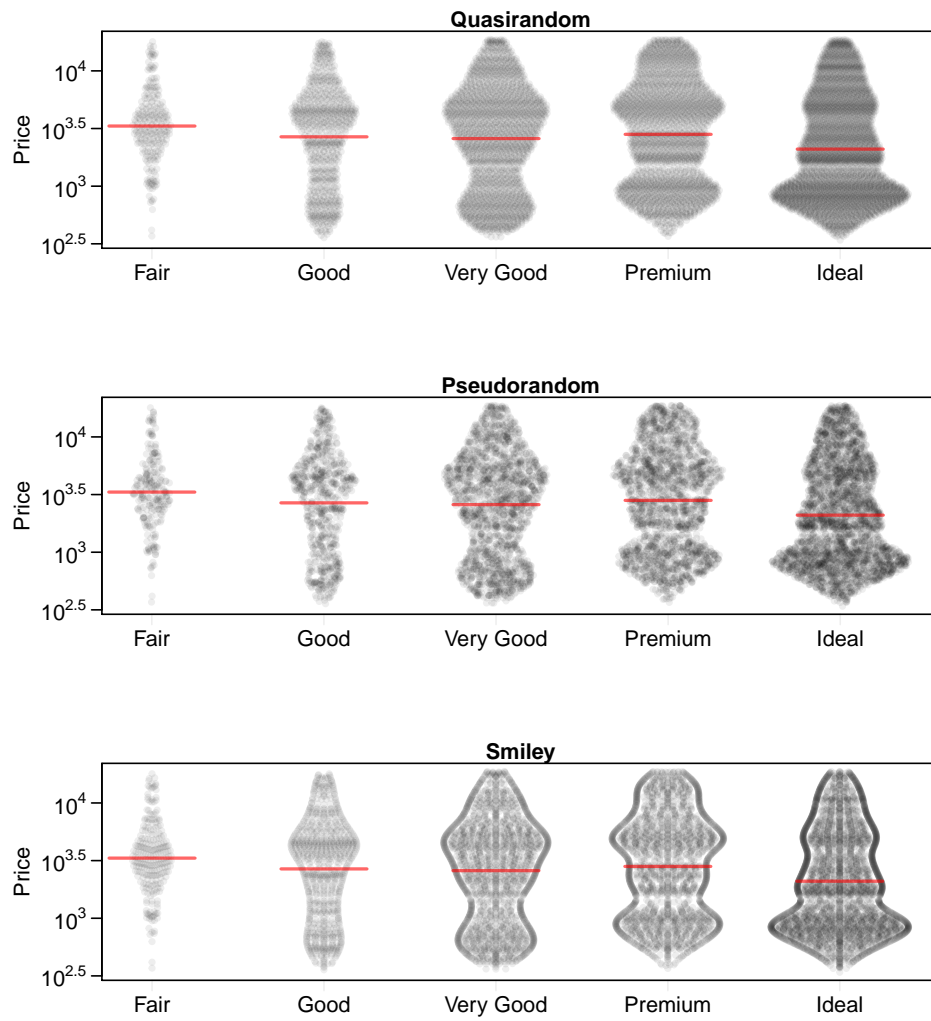 Quasirandom
Price
10^4
10^3.5
10^3
10^2.5
Fair Good Very Good Premium Ideal
Pseudorandom
Price
10^4
10^3.5
10^3
10^2.5
Fair Good Very Good Premium Ideal
Smiley
Price
10^4
10^3.5
10^3
10^2.5
Fair Good Very Good Premium Ideal